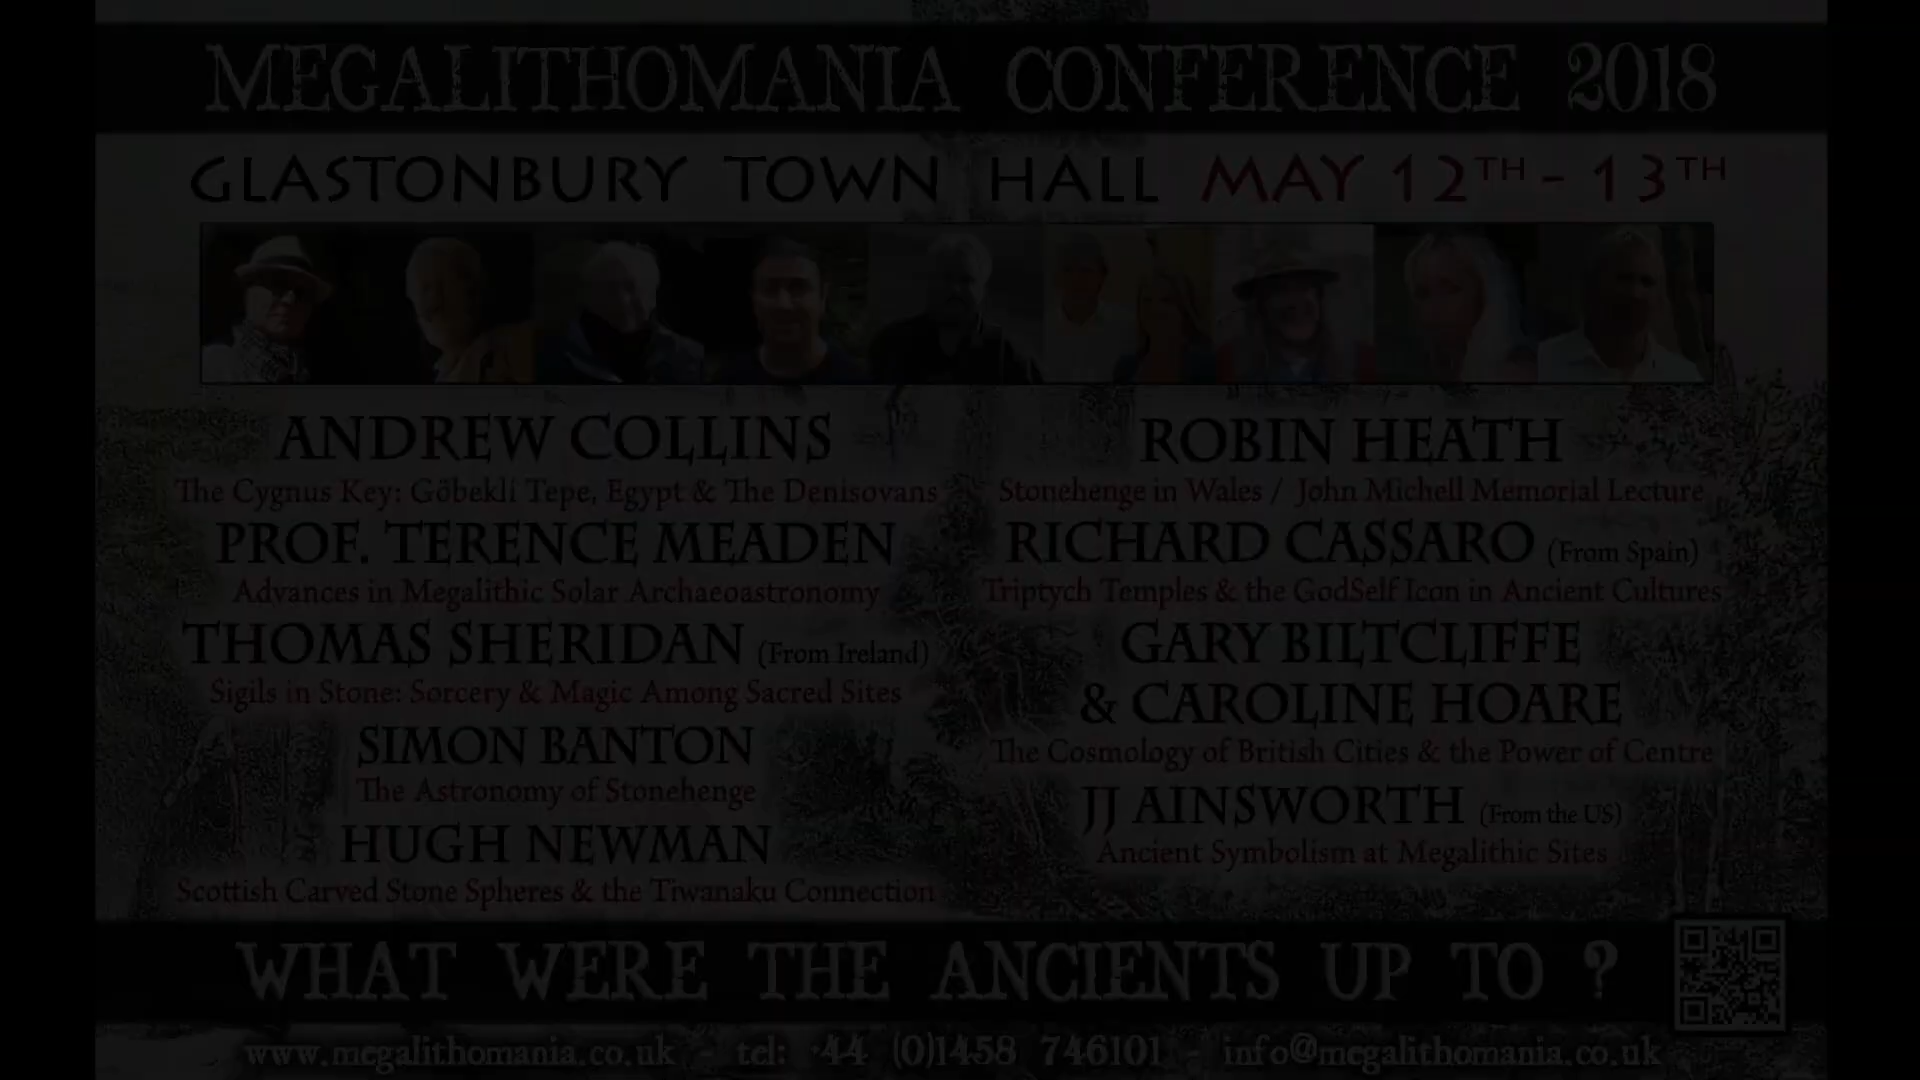 MEGALITHOMANIA CONFERENCE 2018
GLASTONBURY TOWN HALL MAY 12TH - 13TH
ANDREW COLLINS
The Cygnus Key: Göbekli Tepe, Egypt & The Denisovans
PROF. TERENCE MEADEN
Advances in Megalithic Solar Archaeoastronomy
THOMAS SHERIDAN (From Ireland)
Sigils in Stone: Sorcery & Magic Among Sacred Sites
SIMON BANTON
The Astronomy of Stonehenge
HUGH NEWMAN
Scottish Carved Stone Spheres & the Tiwanaku Connection
ROBIN HEATH
Stonehenge in Wales / John Michell Memorial Lecture
RICHARD CASSARO (From Spain)
Triptych Temples & the GodSelf Icon in Ancient Cultures
GARY BILTCLIFFE
& CAROLINE HOARE
The Cosmology of British Cities & the Power of Centre
JJ AINSWORTH (From the US)
Ancient Symbolism at Megalithic Sites
WHAT WERE THE ANCIENTS UP TO ?
www.megalithomania.co.uk - tel: +44 (0)1458 746101 - info@megalithomania.co.uk